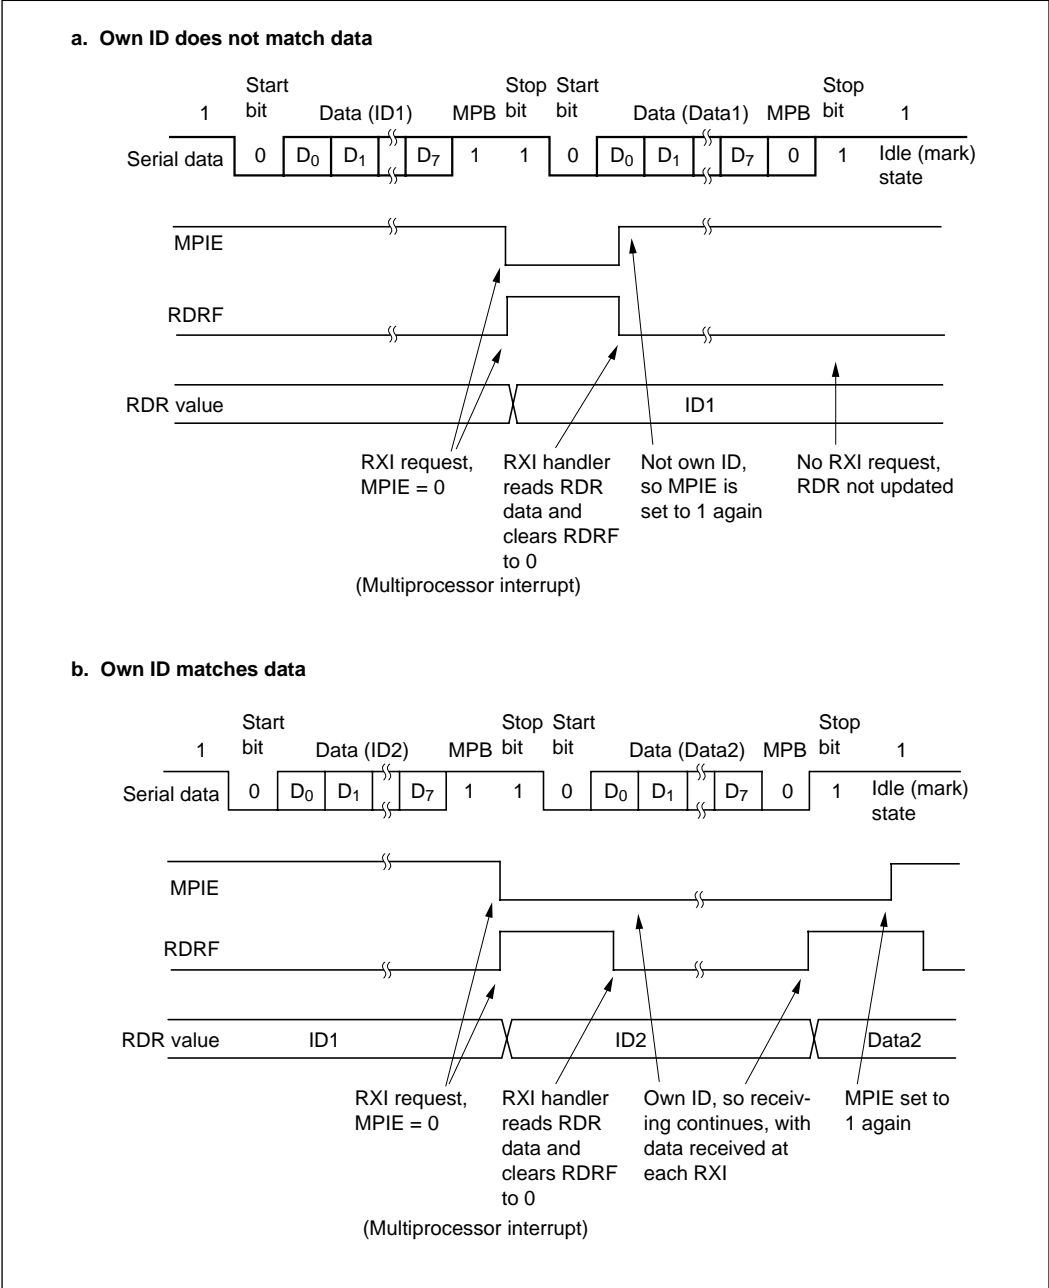 a. Own ID does not match data
Start Stop Start Stop
1 bit Data (ID1) MPB bit bit Data (Data1) MPB bit 1
Serial data 0 D0 D1 D7 1 1 0 D0 D1 D7 0 1 Idle (mark)
state
MPIE
RDRF
RDR value ID1
RXI request,
MPIE = 0
RXI handler
reads RDR
data and
clears RDRF
to 0
Not own ID,
so MPIE is
set to 1 again
No RXI request,
RDR not updated
(Multiprocessor interrupt)
b. Own ID matches data
Start Stop Start Stop
1 bit Data (ID2) MPB bit bit Data (Data2) MPB bit 1
Serial data 0 D0 D1 D7 1 1 0 D0 D1 D7 0 1 Idle (mark)
state
MPIE
RDRF
RDR value ID1 ID2 Data2
RXI request,
MPIE = 0
RXI handler
reads RDR
data and
clears RDRF
to 0
Own ID, so receiv-
ing continues, with
data received at
each RXI
MPIE set to
1 again
(Multiprocessor interrupt)